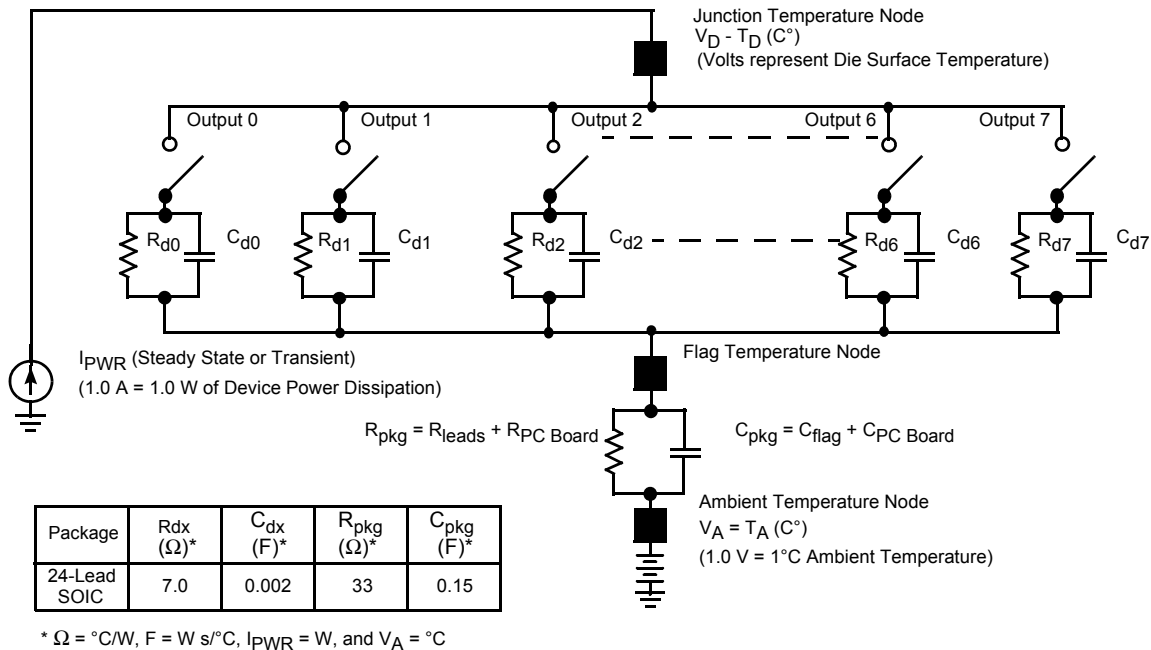 Junction Temperature Node
VD - TD (C°)
(Volts represent Die Surface Temperature)
Output 0
Output 1
Output 2
Output 6
Output 7
Rd0
Cd0
Rd1
Cd1
Rd2
Cd2
Rd6
Cd6
Rd7
Cd7
IPWR (Steady State or Transient)
(1.0 A = 1.0 W of Device Power Dissipation)
Flag Temperature Node
Rpkg = Rleads + RPC Board
Cpkg = Cflag + CPC Board
Ambient Temperature Node
VA = TA (C°)
(1.0 V = 1°C Ambient Temperature)
Package Rdx (Ω)* Cdx (F)* Rpkg (Ω)* Cpkg (F)*
24-Lead SOIC 7.0 0.002 33 0.15
* Ω = °C/W, F = W s/°C, IPWR = W, and VA = °C